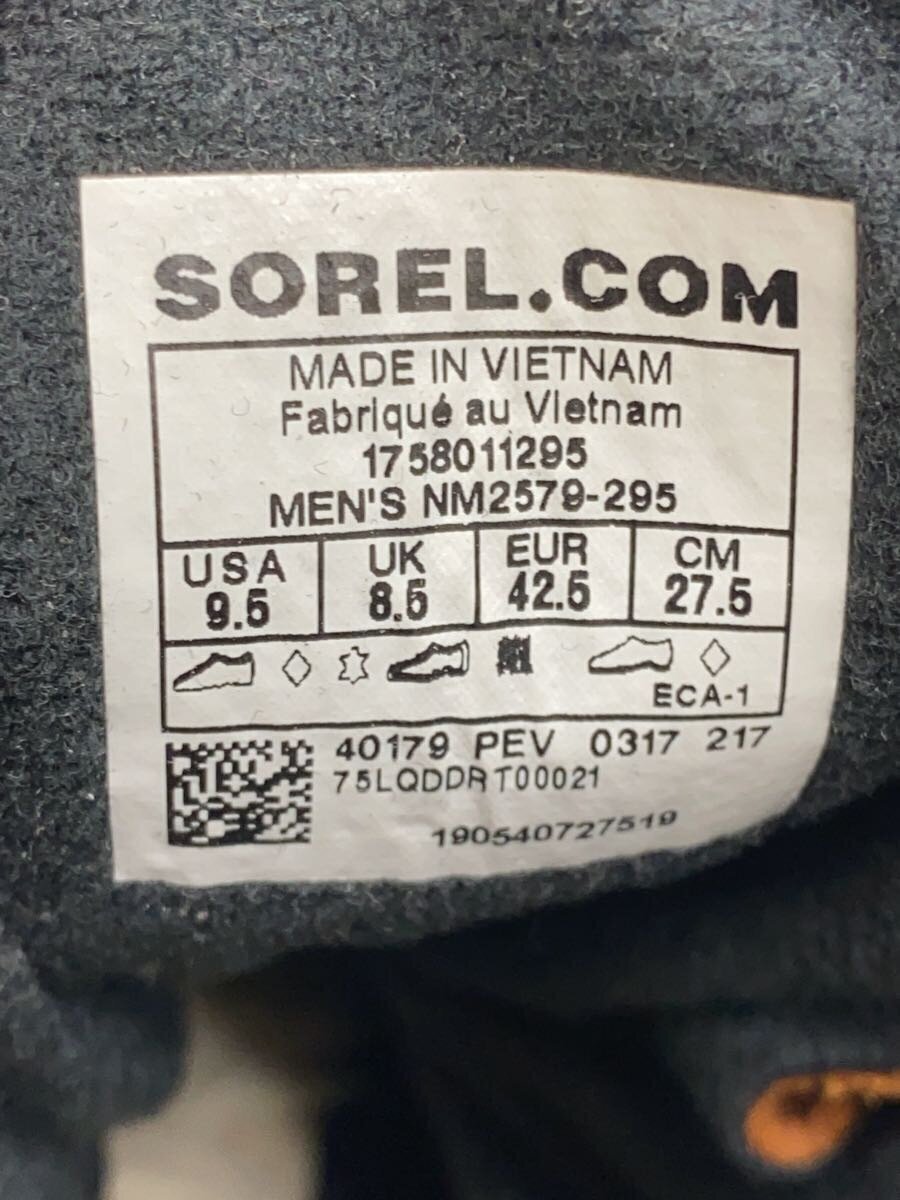 SOREL.COM
MADE IN VIETNAM
Fabriqué au Vietnam
1758011295
MEN'S NM2579-295
USA UK EUR CM
9.5 8.5 42.5 27.5
ECA-1
40179 PEV 0317 217
75LQDDRT00021
190540727519